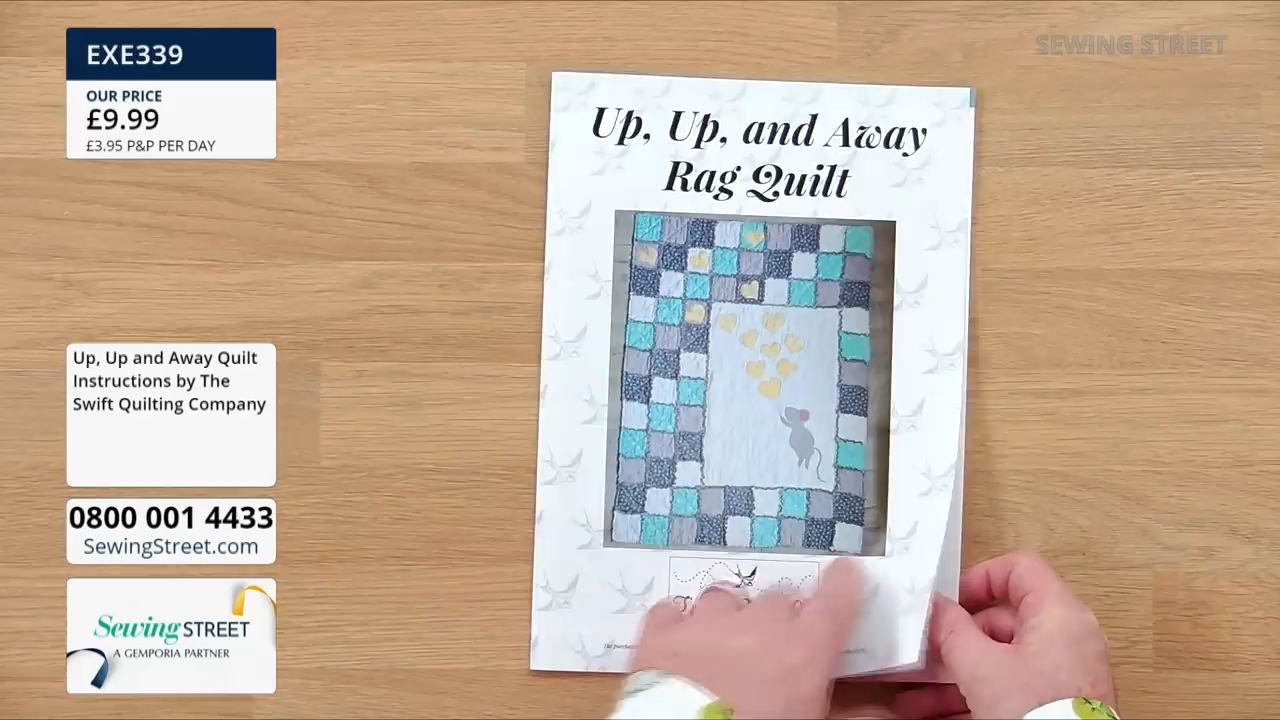 EXE339
OUR PRICE
£9.99
£3.95 P&P PER DAY
SEWING STREET
Up, Up, and Away
Rag Quilt
Up, Up and Away Quilt
Instructions by The
Swift Quilting Company
0800 001 4433
SewingStreet.com
Sewing STREET
A GEMPORIA PARTNER